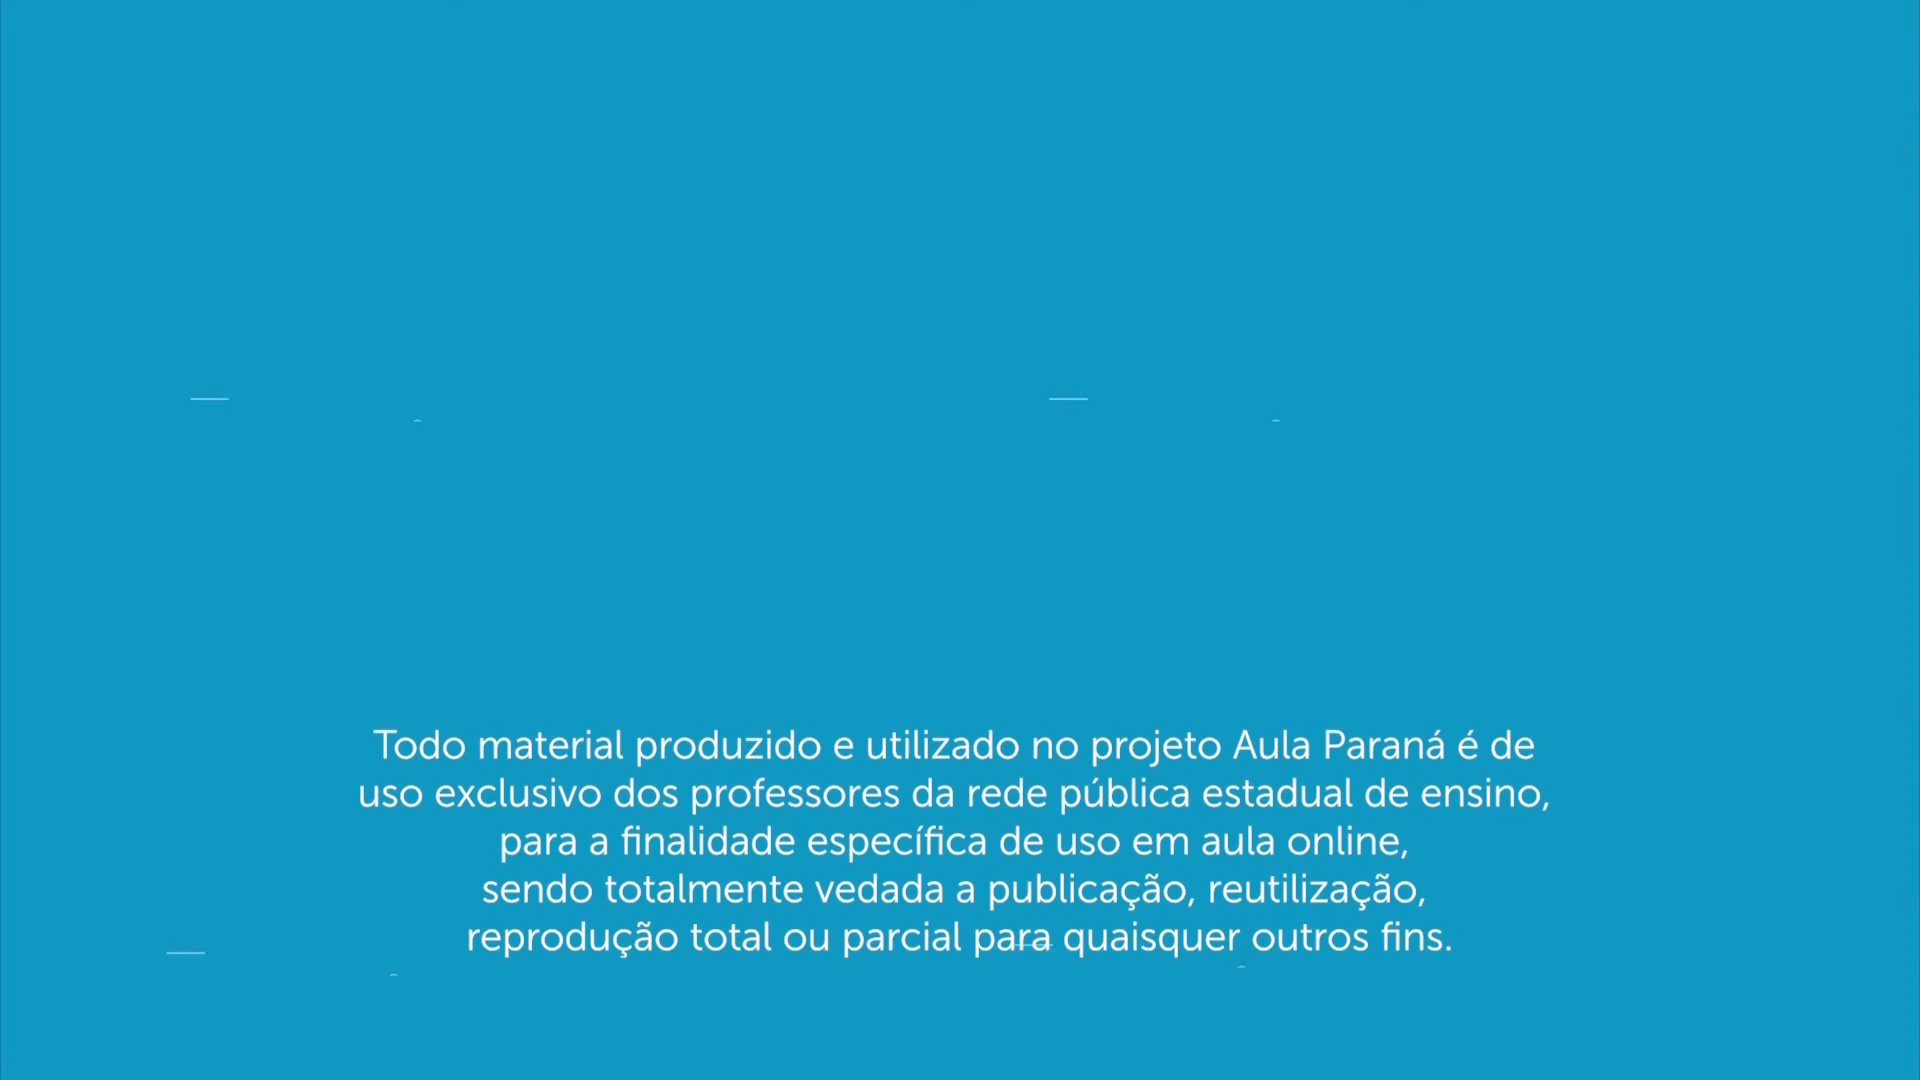 Todo material produzido e utilizado no projeto Aula Paraná é de
uso exclusivo dos professores da rede pública estadual de ensino,
para a finalidade específica de uso em aula online,
sendo totalmente vedada a publicação, reutilização,
reprodução total ou parcial para quaisquer outros fins.